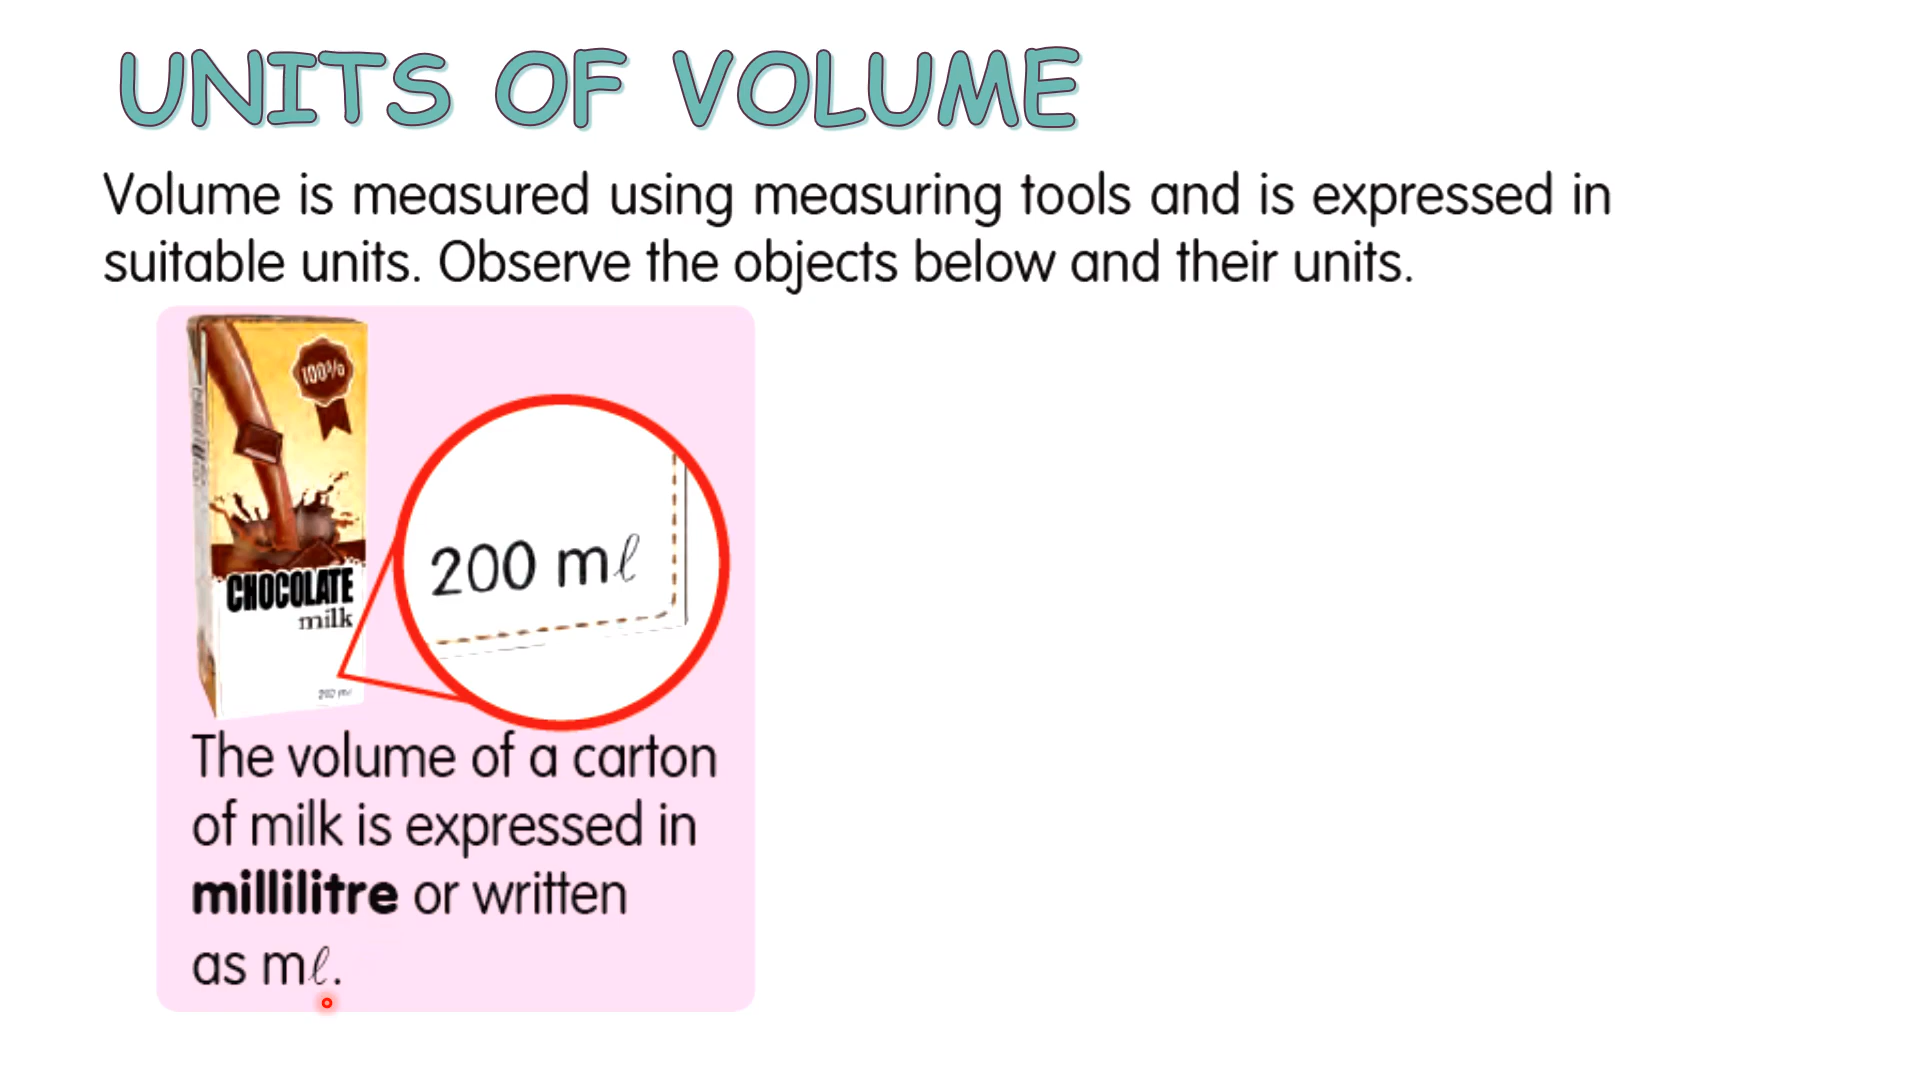 UNITS OF VOLUME
Volume is measured using measuring tools and is expressed in
suitable units. Observe the objects below and their units.
100%
CHOCOLATE
milk
200 mℓ
200 mℓ
The volume of a carton
of milk is expressed in
millilitre or written
as mℓ.